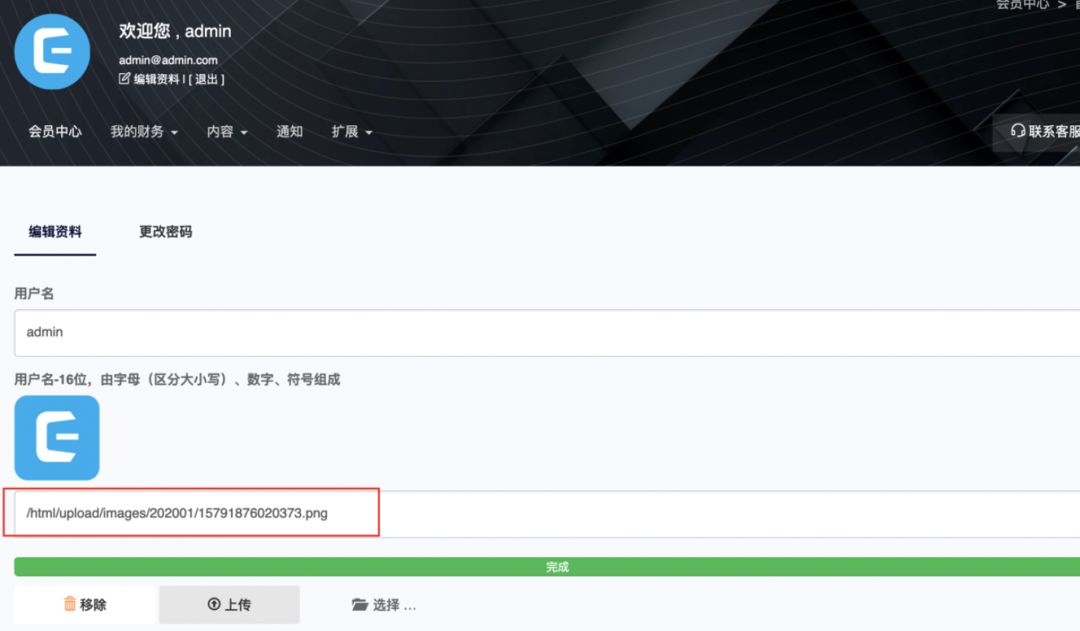 会员中心 >
欢迎您 , admin
admin@admin.com
编辑资料 | [ 退出 ]
会员中心 我的财务 内容 通知 扩展 联系客服
编辑资料 更改密码
用户名
admin
用户名-16位，由字母（区分大小写）、数字、符号组成
/html/upload/images/202001/15791876020373.png
完成
移除 上传 选择 ...